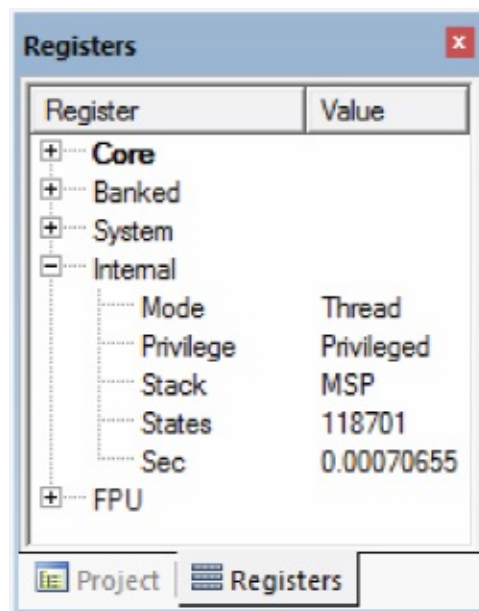 Registers
Register Value
Core
Banked
System
Internal
Mode Thread
Privilege Privileged
Stack MSP
States 118701
Sec 0.00070655
FPU
Project Registers